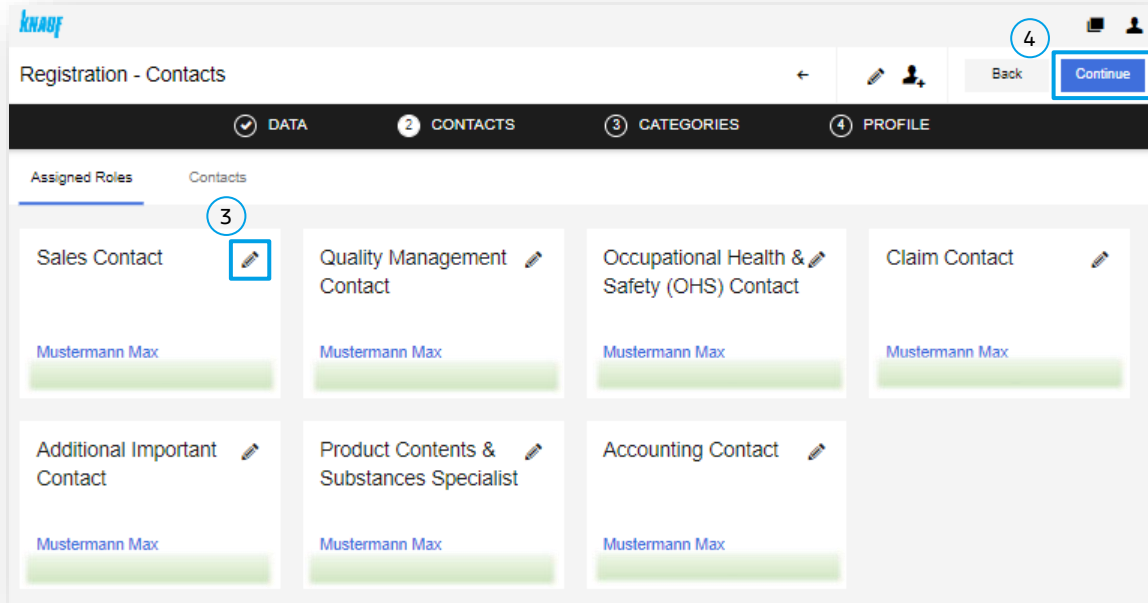 KNAUF
4
Registration - Contacts
Back
Continue
DATA
2 CONTACTS
3 CATEGORIES
4 PROFILE
Assigned Roles
Contacts
3
Sales Contact
Quality Management
Contact
Occupational Health &
Safety (OHS) Contact
Claim Contact
Mustermann Max
Mustermann Max
Mustermann Max
Mustermann Max
Additional Important
Contact
Product Contents &
Substances Specialist
Accounting Contact
Mustermann Max
Mustermann Max
Mustermann Max